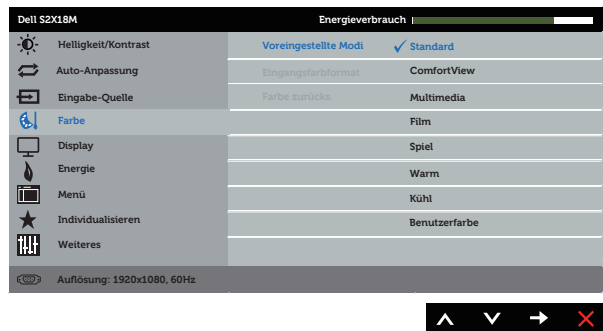 Dell S2X18M Energieverbrauch
Helligkeit/Kontrast Voreingestellte Modi Standard
Auto-Anpassung Eingangsfarbformat ComfortView
Eingabe-Quelle Farbe zurücks. Multimedia
Farbe Film
Display Spiel
Energie Warm
Menü Kühl
Individualisieren Benutzerfarbe
Weiteres
Auflösung: 1920x1080, 60Hz